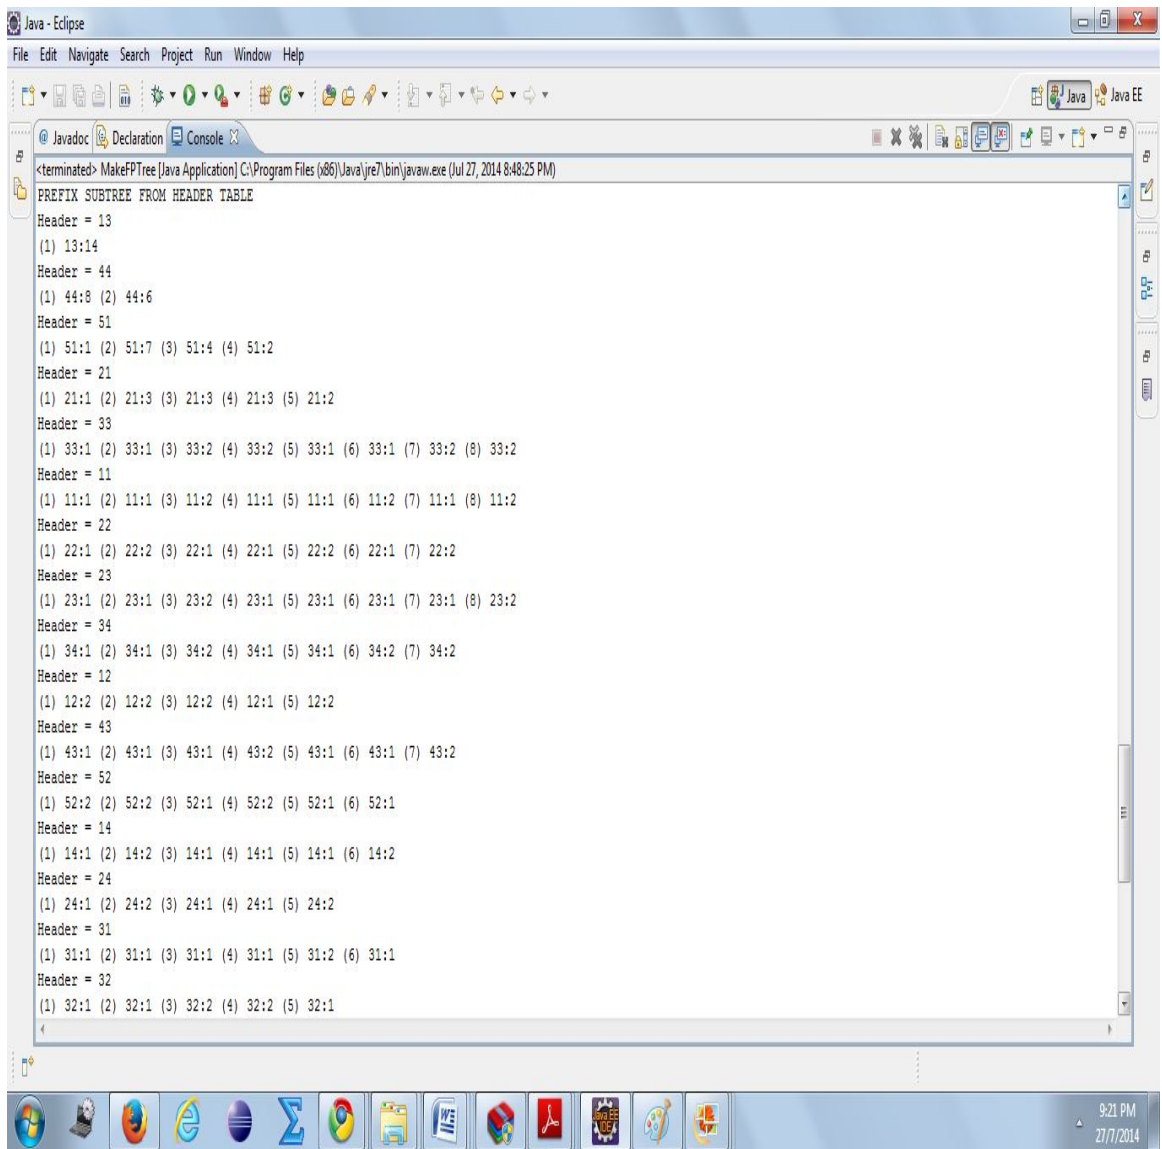 Java - Eclipse
File Edit Navigate Search Project Run Window Help
Java Java EE
@ Javadoc Declaration Console
<terminated> MakeFPTree [Java Application] C:\Program Files (x86)\Java\jre7\bin\javaw.exe (Jul 27, 2014 8:48:25 PM)
PREFIX SUBTREE FROM HEADER TABLE
Header = 13
(1) 13:14
Header = 44
(1) 44:8 (2) 44:6
Header = 51
(1) 51:1 (2) 51:7 (3) 51:4 (4) 51:2
Header = 21
(1) 21:1 (2) 21:3 (3) 21:3 (4) 21:3 (5) 21:2
Header = 33
(1) 33:1 (2) 33:1 (3) 33:2 (4) 33:2 (5) 33:1 (6) 33:1 (7) 33:2 (8) 33:2
Header = 11
(1) 11:1 (2) 11:1 (3) 11:2 (4) 11:1 (5) 11:1 (6) 11:2 (7) 11:1 (8) 11:2
Header = 22
(1) 22:1 (2) 22:2 (3) 22:1 (4) 22:1 (5) 22:2 (6) 22:1 (7) 22:2
Header = 23
(1) 23:1 (2) 23:1 (3) 23:2 (4) 23:1 (5) 23:1 (6) 23:1 (7) 23:1 (8) 23:2
Header = 34
(1) 34:1 (2) 34:1 (3) 34:2 (4) 34:1 (5) 34:1 (6) 34:2 (7) 34:2
Header = 12
(1) 12:2 (2) 12:2 (3) 12:2 (4) 12:1 (5) 12:2
Header = 43
(1) 43:1 (2) 43:1 (3) 43:1 (4) 43:2 (5) 43:1 (6) 43:1 (7) 43:2
Header = 52
(1) 52:2 (2) 52:2 (3) 52:1 (4) 52:2 (5) 52:1 (6) 52:1
Header = 14
(1) 14:1 (2) 14:2 (3) 14:1 (4) 14:1 (5) 14:1 (6) 14:2
Header = 24
(1) 24:1 (2) 24:2 (3) 24:1 (4) 24:1 (5) 24:2
Header = 31
(1) 31:1 (2) 31:1 (3) 31:1 (4) 31:1 (5) 31:2 (6) 31:1
Header = 32
(1) 32:1 (2) 32:1 (3) 32:2 (4) 32:2 (5) 32:1
Java EE
IDE
9:21 PM
27/7/2014